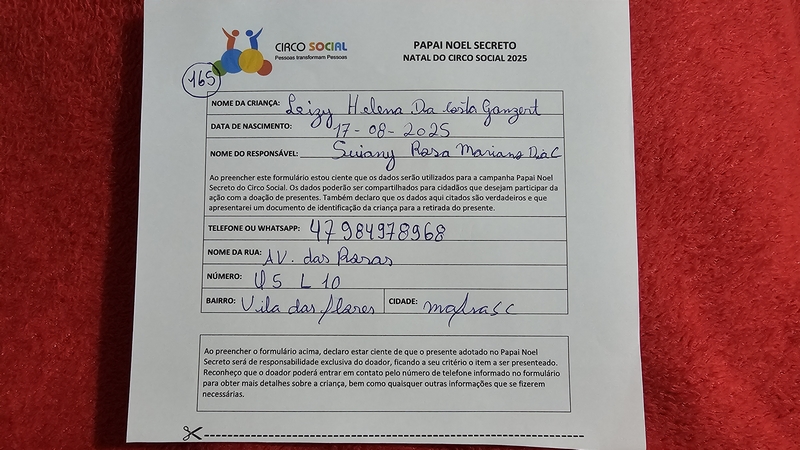 CIRCO SOCIAL
Pessoas transformam Pessoas
PAPAI NOEL SECRETO
NATAL DO CIRCO SOCIAL 2025
165
NOME DA CRIANÇA: Leizy Helena Da Costa Ganzert
DATA DE NASCIMENTO: 17-08-2025
NOME DO RESPONSÁVEL: Suiany Rosa Mariano Da C
Ao preencher este formulário estou ciente que os dados serão utilizados para a campanha Papai Noel
Secreto do Circo Social. Os dados poderão ser compartilhados para cidadãos que desejam participar da
ação com a doação de presentes. Também declaro que os dados aqui citados são verdadeiros e que
apresentarei um documento de identificação da criança para a retirada do presente.
TELEFONE OU WHATSAPP: 47 984978968
NOME DA RUA: AV. das Rosas
NÚMERO: Q5 L 10
BAIRRO: Vila das flores CIDADE: mafra SC
Ao preencher o formulário acima, declaro estar ciente de que o presente adotado no Papai Noel
Secreto será de responsabilidade exclusiva do doador, ficando a seu critério o item a ser presenteado.
Reconheço que o doador poderá entrar em contato pelo número de telefone informado no formulário
para obter mais detalhes sobre a criança, bem como quaisquer outras informações que se fizerem
necessárias.